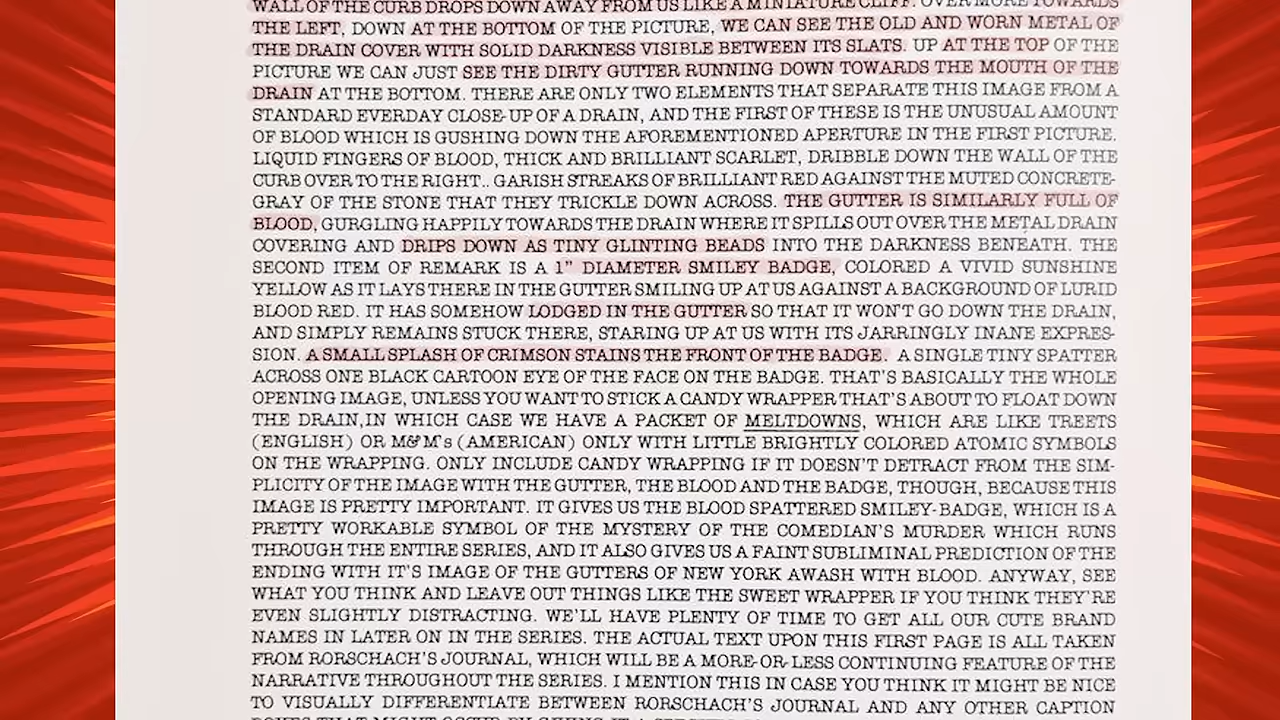 WALL OF THE CURB DROPS DOWN AWAY FROM US LIKE A MINIATURE CLIFF. OVER MORE TOWARDS
THE LEFT, DOWN AT THE BOTTOM OF THE PICTURE, WE CAN SEE THE OLD AND WORN METAL OF
THE DRAIN COVER WITH SOLID DARKNESS VISIBLE BETWEEN ITS SLATS. UP AT THE TOP OF THE
PICTURE WE CAN JUST SEE THE DIRTY GUTTER RUNNING DOWN TOWARDS THE MOUTH OF THE
DRAIN AT THE BOTTOM. THERE ARE ONLY TWO ELEMENTS THAT SEPARATE THIS IMAGE FROM A
STANDARD EVERDAY CLOSE-UP OF A DRAIN, AND THE FIRST OF THESE IS THE UNUSUAL AMOUNT
OF BLOOD WHICH IS GUSHING DOWN THE AFOREMENTIONED APERTURE IN THE FIRST PICTURE.
LIQUID FINGERS OF BLOOD, THICK AND BRILLIANT SCARLET, DRIBBLE DOWN THE WALL OF THE
CURB OVER TO THE RIGHT.. GARISH STREAKS OF BRILLIANT RED AGAINST THE MUTED CONCRETE-
GRAY OF THE STONE THAT THEY TRICKLE DOWN ACROSS. THE GUTTER IS SIMILARLY FULL OF
BLOOD, GURGLING HAPPILY TOWARDS THE DRAIN WHERE IT SPILLS OUT OVER THE METAL DRAIN
COVERING AND DRIPS DOWN AS TINY GLINTING BEADS INTO THE DARKNESS BENEATH. THE
SECOND ITEM OF REMARK IS A 1" DIAMETER SMILEY BADGE, COLORED A VIVID SUNSHINE
YELLOW AS IT LAYS THERE IN THE GUTTER SMILING UP AT US AGAINST A BACKGROUND OF LURID
BLOOD RED. IT HAS SOMEHOW LODGED IN THE GUTTER SO THAT IT WON'T GO DOWN THE DRAIN,
AND SIMPLY REMAINS STUCK THERE, STARING UP AT US WITH ITS JARRINGLY INANE EXPRES-
SION. A SMALL SPLASH OF CRIMSON STAINS THE FRONT OF THE BADGE. A SINGLE TINY SPATTER
ACROSS ONE BLACK CARTOON EYE OF THE FACE ON THE BADGE. THAT'S BASICALLY THE WHOLE
OPENING IMAGE, UNLESS YOU WANT TO STICK A CANDY WRAPPER THAT'S ABOUT TO FLOAT DOWN
THE DRAIN, IN WHICH CASE WE HAVE A PACKET OF MELTDOWNS, WHICH ARE LIKE TREETS
(ENGLISH) OR M&M's (AMERICAN) ONLY WITH LITTLE BRIGHTLY COLORED ATOMIC SYMBOLS
ON THE WRAPPING. ONLY INCLUDE CANDY WRAPPING IF IT DOESN'T DETRACT FROM THE SIM-
PLICITY OF THE IMAGE WITH THE GUTTER, THE BLOOD AND THE BADGE, THOUGH, BECAUSE THIS
IMAGE IS PRETTY IMPORTANT. IT GIVES US THE BLOOD SPATTERED SMILEY-BADGE, WHICH IS A
PRETTY WORKABLE SYMBOL OF THE MYSTERY OF THE COMEDIAN'S MURDER WHICH RUNS
THROUGH THE ENTIRE SERIES, AND IT ALSO GIVES US A FAINT SUBLIMINAL PREDICTION OF THE
ENDING WITH IT'S IMAGE OF THE GUTTERS OF NEW YORK AWASH WITH BLOOD. ANYWAY, SEE
WHAT YOU THINK AND LEAVE OUT THINGS LIKE THE SWEET WRAPPER IF YOU THINK THEY'RE
EVEN SLIGHTLY DISTRACTING. WE'LL HAVE PLENTY OF TIME TO GET ALL OUR CUTE BRAND
NAMES IN LATER ON IN THE SERIES. THE ACTUAL TEXT UPON THIS FIRST PAGE IS ALL TAKEN
FROM RORSCHACH'S JOURNAL, WHICH WILL BE A MORE-OR-LESS CONTINUING FEATURE OF THE
NARRATIVE THROUGHOUT THE SERIES. I MENTION THIS IN CASE YOU THINK IT MIGHT BE NICE
TO VISUALLY DIFFERENTIATE BETWEEN RORSCHACH'S JOURNAL AND ANY OTHER CAPTION